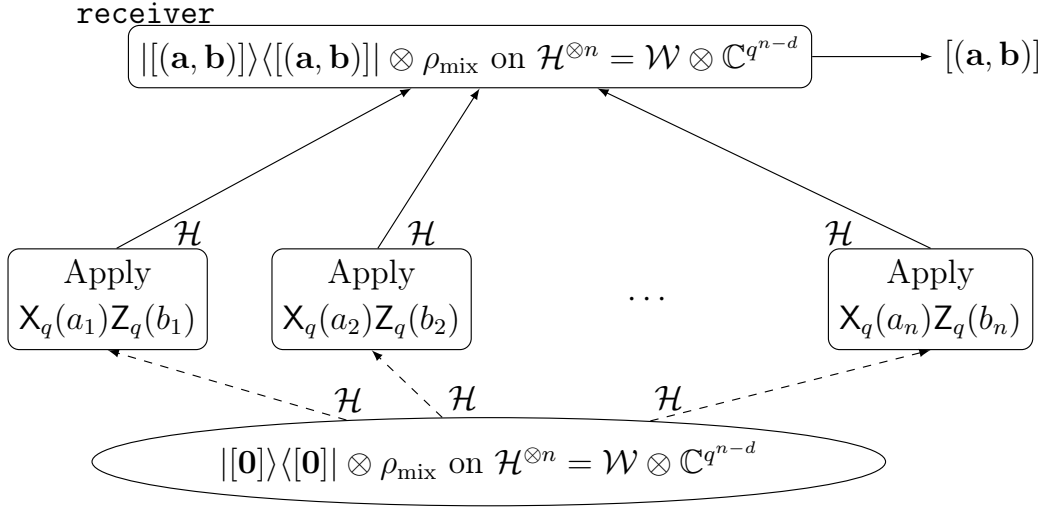 receiver
|[(𝐚, 𝐛)]⟩⟨[(𝐚, 𝐛)]| ⊗ ρ_mix on ℋ^{⊗n} = 𝒲 ⊗ ℂ^{q^{n−d}}
[(𝐚, 𝐛)]
ℋ ℋ ℋ
Apply Apply Apply
X_q(a_1)Z_q(b_1) X_q(a_2)Z_q(b_2) ... X_q(a_n)Z_q(b_n)
ℋ ℋ ℋ
|[𝟎]⟩⟨[𝟎]| ⊗ ρ_mix on ℋ^{⊗n} = 𝒲 ⊗ ℂ^{q^{n−d}}